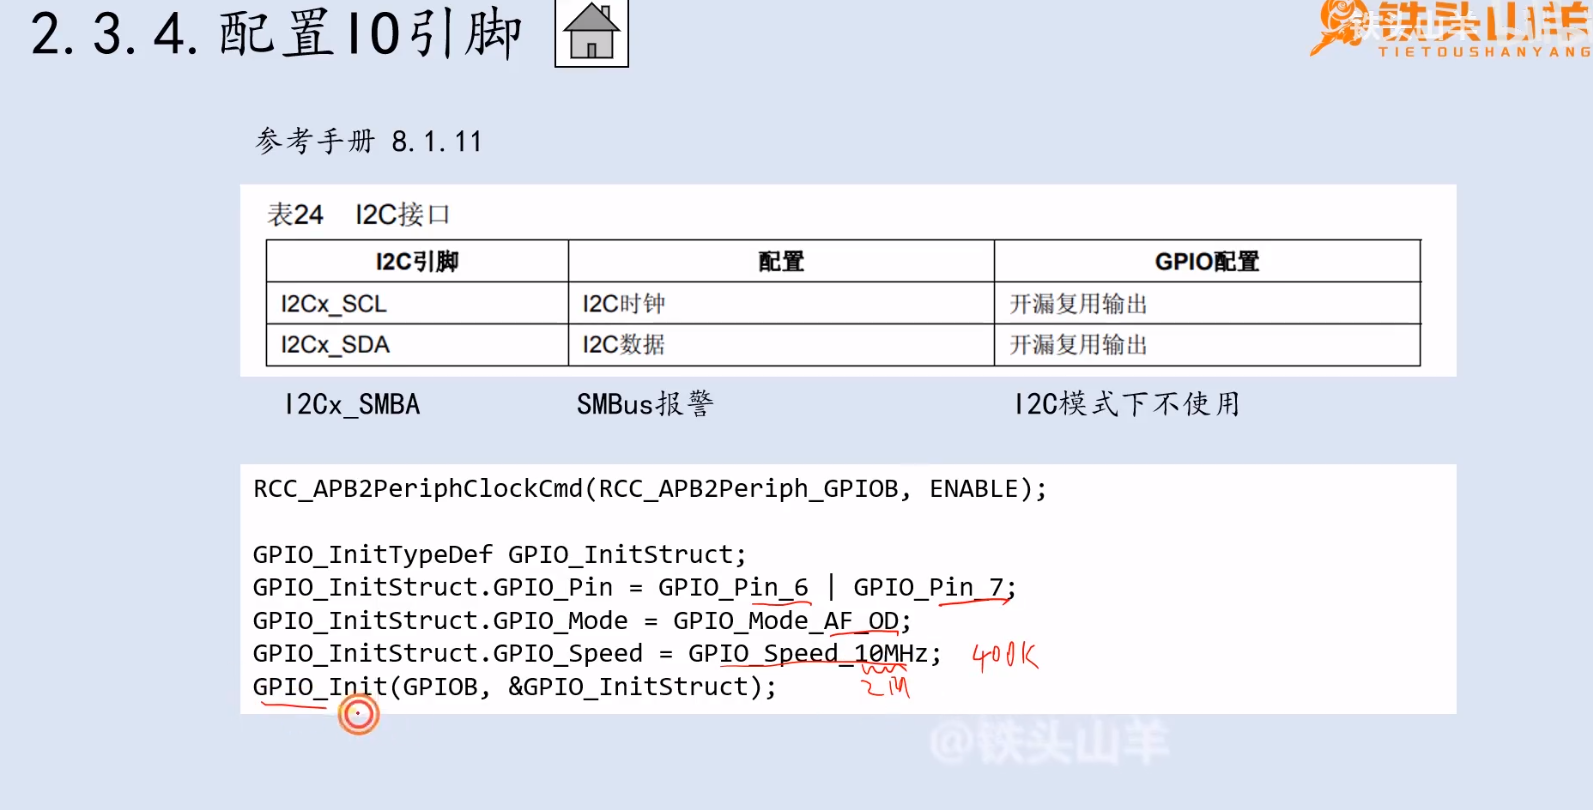 2.3.4.配置IO引脚
铁头山羊
TIETOUSHANYANG
参考手册 8.1.11
表24 I2C接口
I2C引脚 配置 GPIO配置
I2Cx_SCL I2C时钟 开漏复用输出
I2Cx_SDA I2C数据 开漏复用输出
I2Cx_SMBA SMBus报警 I2C模式下不使用
RCC_APB2PeriphClockCmd(RCC_APB2Periph_GPIOB, ENABLE);
GPIO_InitTypeDef GPIO_InitStruct;
GPIO_InitStruct.GPIO_Pin = GPIO_Pin_6 | GPIO_Pin_7;
GPIO_InitStruct.GPIO_Mode = GPIO_Mode_AF_OD;
GPIO_InitStruct.GPIO_Speed = GPIO_Speed_10MHz; 400K
GPIO_Init(GPIOB, &GPIO_InitStruct); 2M
@铁头山羊